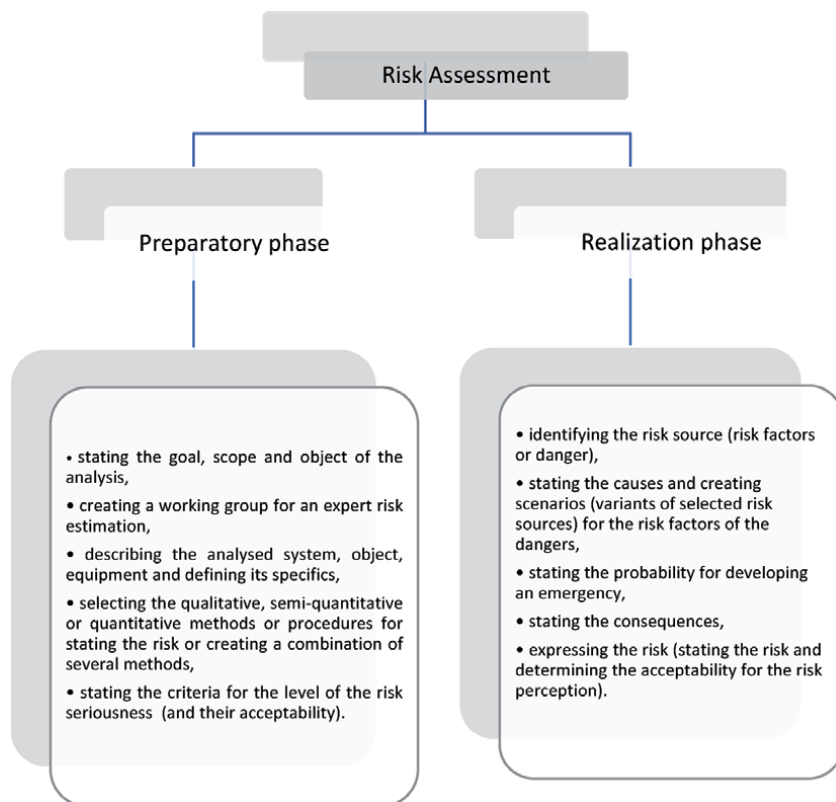 Risk Assessment
Preparatory phase
Realization phase
• stating the goal, scope and object of the
analysis,
• creating a working group for an expert risk
estimation,
• describing the analysed system, object,
equipment and defining its specifics,
• selecting the qualitative, semi-quantitative
or quantitative methods or procedures for
stating the risk or creating a combination of
several methods,
• stating the criteria for the level of the risk
seriousness (and their acceptability).
• identifying the risk source (risk factors
or danger),
• stating the causes and creating
scenarios (variants of selected risk
sources) for the risk factors of the
dangers,
• stating the probability for developing
an emergency,
• stating the consequences,
• expressing the risk (stating the risk and
determining the acceptability for the risk
perception).